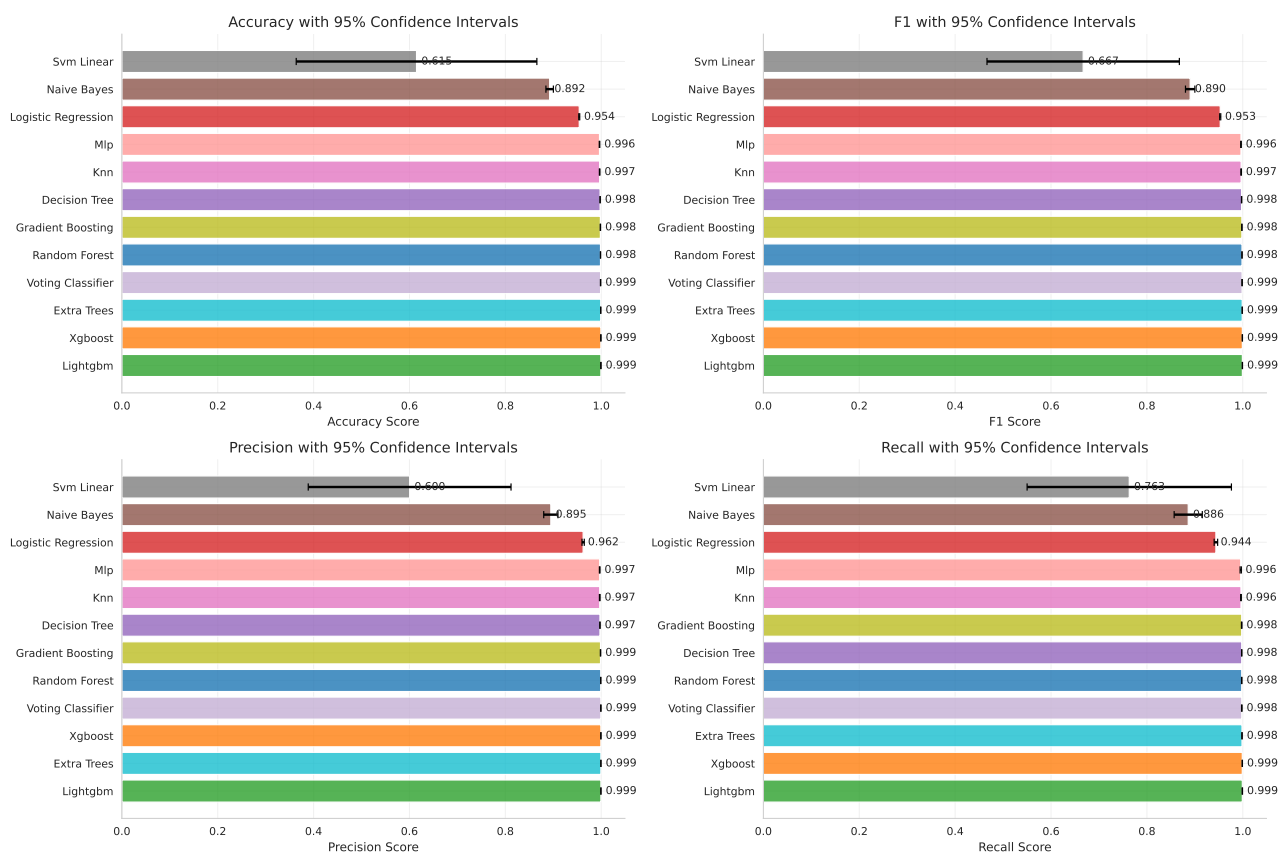 Accuracy with 95% Confidence Intervals
Svm Linear 0.615
Naive Bayes 0.892
Logistic Regression 0.954
Mlp 0.996
Knn 0.997
Decision Tree 0.998
Gradient Boosting 0.998
Random Forest 0.998
Voting Classifier 0.999
Extra Trees 0.999
Xgboost 0.999
Lightgbm 0.999
0.0 0.2 0.4 0.6 0.8 1.0
Accuracy Score
F1 with 95% Confidence Intervals
Svm Linear 0.667
Naive Bayes 0.890
Logistic Regression 0.953
Mlp 0.996
Knn 0.997
Decision Tree 0.998
Gradient Boosting 0.998
Random Forest 0.998
Voting Classifier 0.999
Extra Trees 0.999
Xgboost 0.999
Lightgbm 0.999
0.0 0.2 0.4 0.6 0.8 1.0
F1 Score
Precision with 95% Confidence Intervals
Svm Linear 0.600
Naive Bayes 0.895
Logistic Regression 0.962
Mlp 0.997
Knn 0.997
Decision Tree 0.997
Gradient Boosting 0.999
Random Forest 0.999
Voting Classifier 0.999
Xgboost 0.999
Extra Trees 0.999
Lightgbm 0.999
0.0 0.2 0.4 0.6 0.8 1.0
Precision Score
Recall with 95% Confidence Intervals
Svm Linear 0.763
Naive Bayes 0.886
Logistic Regression 0.944
Mlp 0.996
Knn 0.996
Gradient Boosting 0.998
Decision Tree 0.998
Random Forest 0.998
Voting Classifier 0.998
Extra Trees 0.998
Xgboost 0.999
Lightgbm 0.999
0.0 0.2 0.4 0.6 0.8 1.0
Recall Score